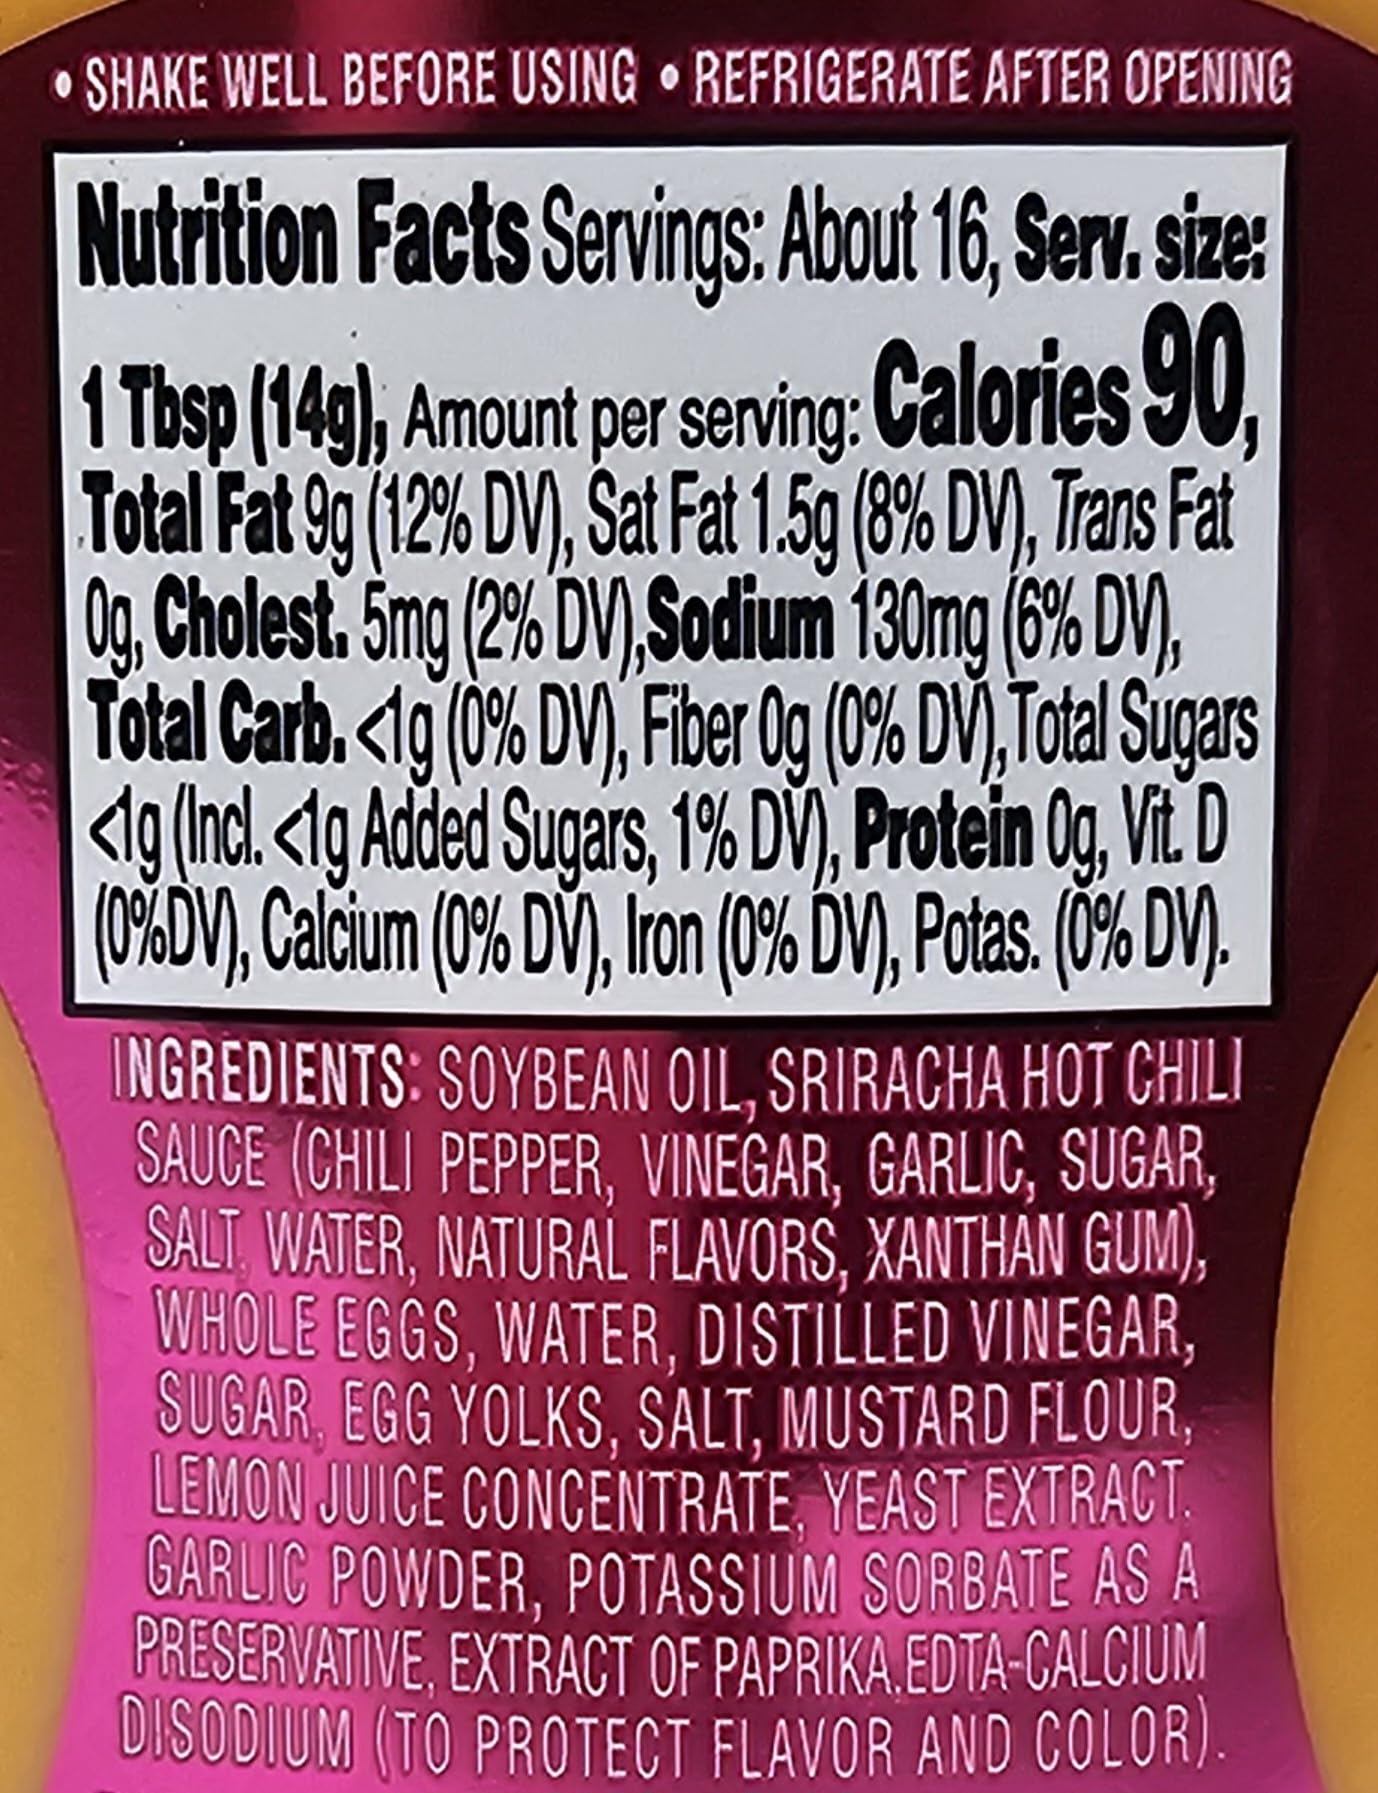 • SHAKE WELL BEFORE USING • REFRIGERATE AFTER OPENING
Nutrition Facts Servings: About 16, Serv. size:
1 Tbsp (14g), Amount per serving: Calories 90,
Total Fat 9g (12% DV), Sat Fat 1.5g (8% DV), Trans Fat
0g, Cholest. 5mg (2% DV),Sodium 130mg (6% DV),
Total Carb. <1g (0% DV), Fiber 0g (0% DV),Total Sugars
<1g (Incl. <1g Added Sugars, 1% DV), Protein 0g, Vit. D
(0%DV), Calcium (0% DV), Iron (0% DV), Potas. (0% DV).
INGREDIENTS: SOYBEAN OIL, SRIRACHA HOT CHILI
SAUCE (CHILI PEPPER, VINEGAR, GARLIC, SUGAR,
SALT, WATER, NATURAL FLAVORS, XANTHAN GUM),
WHOLE EGGS, WATER, DISTILLED VINEGAR,
SUGAR, EGG YOLKS, SALT, MUSTARD FLOUR,
LEMON JUICE CONCENTRATE, YEAST EXTRACT,
GARLIC POWDER, POTASSIUM SORBATE AS A
PRESERVATIVE, EXTRACT OF PAPRIKA,EDTA-CALCIUM
DISODIUM (TO PROTECT FLAVOR AND COLOR).